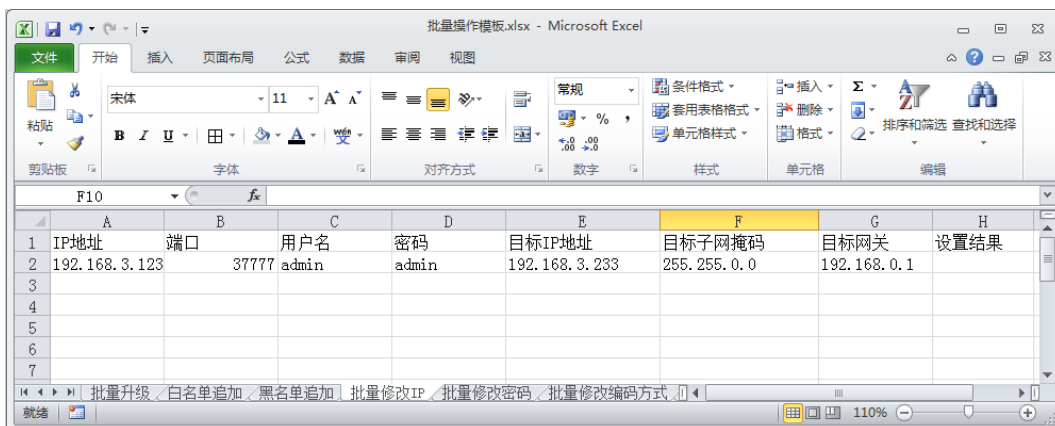 批量操作模板.xlsx - Microsoft Excel
文件 开始 插入 页面布局 公式 数据 审阅 视图
粘贴
剪贴板
宋体 11
B I U A wén 变
字体
对齐方式
常规
% ,
数字
条件格式
套用表格格式
单元格样式
样式
插入
删除
格式
单元格
Σ
排序和筛选 查找和选择
编辑
F10 fx
A B C D E F G H
1 IP地址 端口 用户名 密码 目标IP地址 目标子网掩码 目标网关 设置结果
2 192.168.3.123 37777 admin admin 192.168.3.233 255.255.0.0 192.168.0.1
3
4
5
6
7
批量升级 白名单追加 黑名单追加 批量修改IP 批量修改密码 批量修改编码方式
就绪 110%